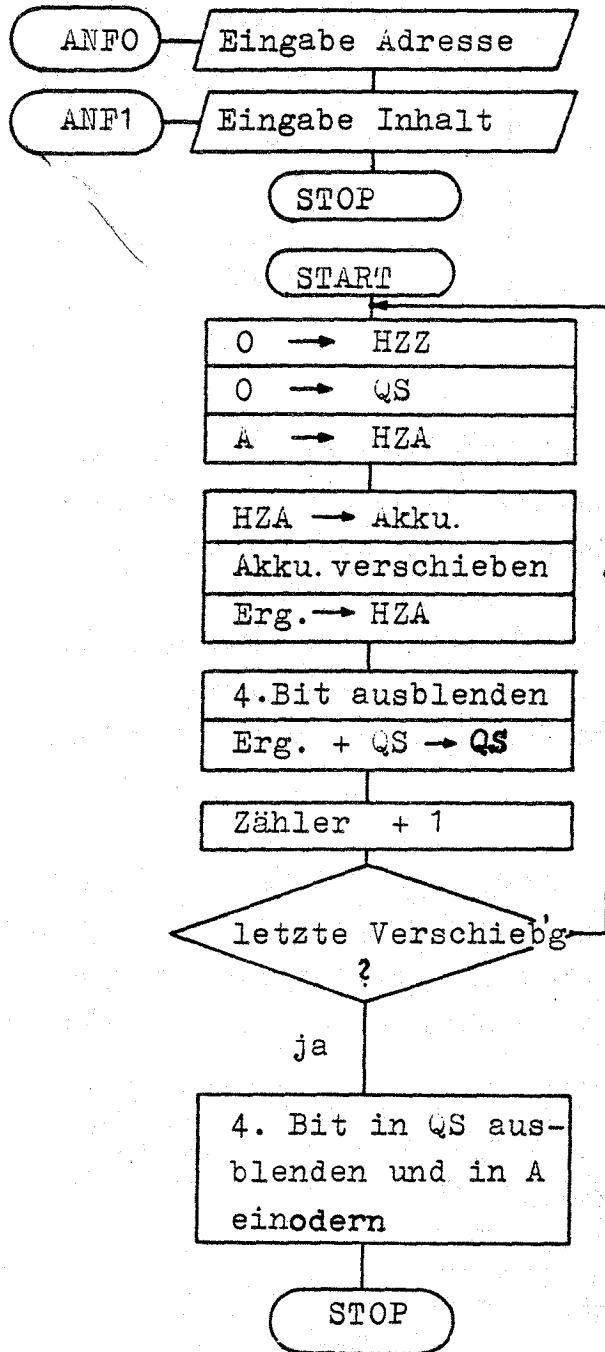 ANFO Eingabe Adresse
ANF1 Eingabe Inhalt
STOP
START
O → HZZ
O → QS
A → HZA
HZA → Akku.
Akku.verschieben
Erg.→ HZA
4.Bit ausblenden
Erg. + QS → QS
Zähler + 1
letzte Verschieb'g
?
ja
4. Bit in QS aus-
blenden und in A
einodern
STOP